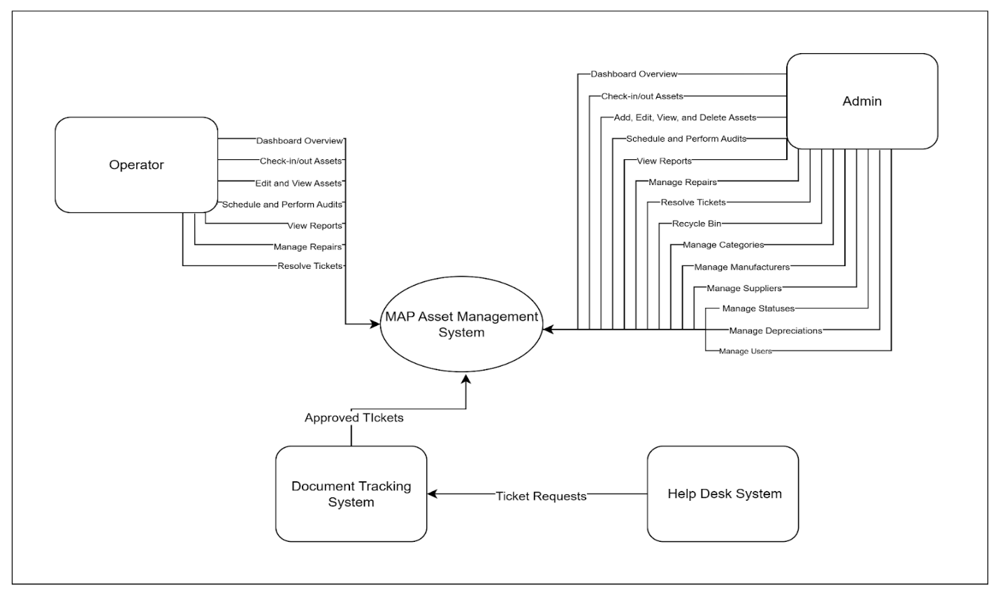 Operator
Dashboard Overview
Check-in/out Assets
Edit and View Assets
Schedule and Perform Audits
View Reports
Manage Repairs
Resolve Tickets
Admin
Dashboard Overview
Check-in/out Assets
Add, Edit, View, and Delete Assets
Schedule and Perform Audits
View Reports
Manage Repairs
Resolve Tickets
Recycle Bin
Manage Categories
Manage Manufacturers
Manage Suppliers
Manage Statuses
Manage Depreciations
Manage Users
MAP Asset Management
System
Approved TIckets
Document Tracking
System
Ticket Requests
Help Desk System